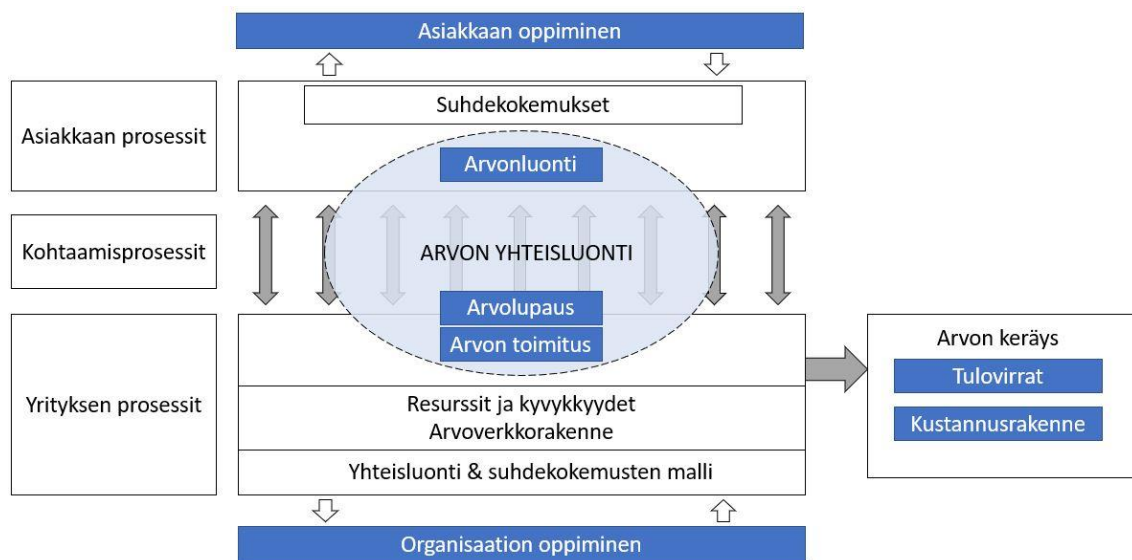 Asiakkaan oppiminen
Asiakkaan prosessit
Suhdekokemukset
Arvonluonti
Kohtaamisprosessit
ARVON YHTEISLUONTI
Yrityksen prosessit
Arvolupaus
Arvon toimitus
Resurssit ja kyvykkyydet
Arvoverkkorakenne
Yhteisluonti & suhdekokemusten malli
Arvon keräys
Tulovirrat
Kustannusrakenne
Organisaation oppiminen